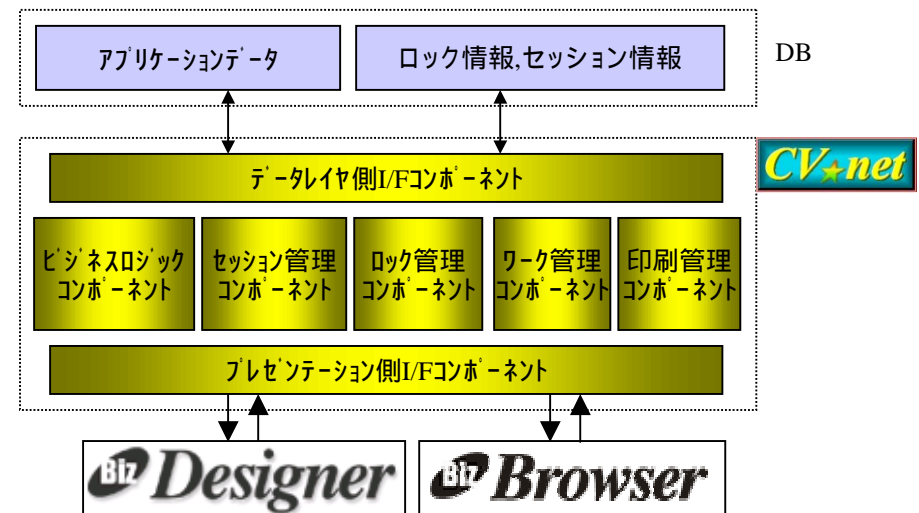 ｱﾌﾟﾘｹｰｼｮﾝﾃﾞｰﾀ
ロック情報,セッション情報
DB
CV net
ﾃﾞｰﾀﾚｲﾔ側I/Fｺﾝﾎﾟｰﾈﾝﾄ
ﾋﾞｼﾞﾈｽﾛｼﾞｯｸ
ｺﾝﾎﾟｰﾈﾝﾄ
ｾｯｼｮﾝ管理
ｺﾝﾎﾟｰﾈﾝﾄ
ﾛｯｸ管理
ｺﾝﾎﾟｰﾈﾝﾄ
ﾜｰｸ管理
ｺﾝﾎﾟｰﾈﾝﾄ
印刷管理
ｺﾝﾎﾟｰﾈﾝﾄ
ﾌﾟﾚｾﾞﾝﾃｰｼｮﾝ側I/Fｺﾝﾎﾟｰﾈﾝﾄ
Biz Designer
Biz Browser